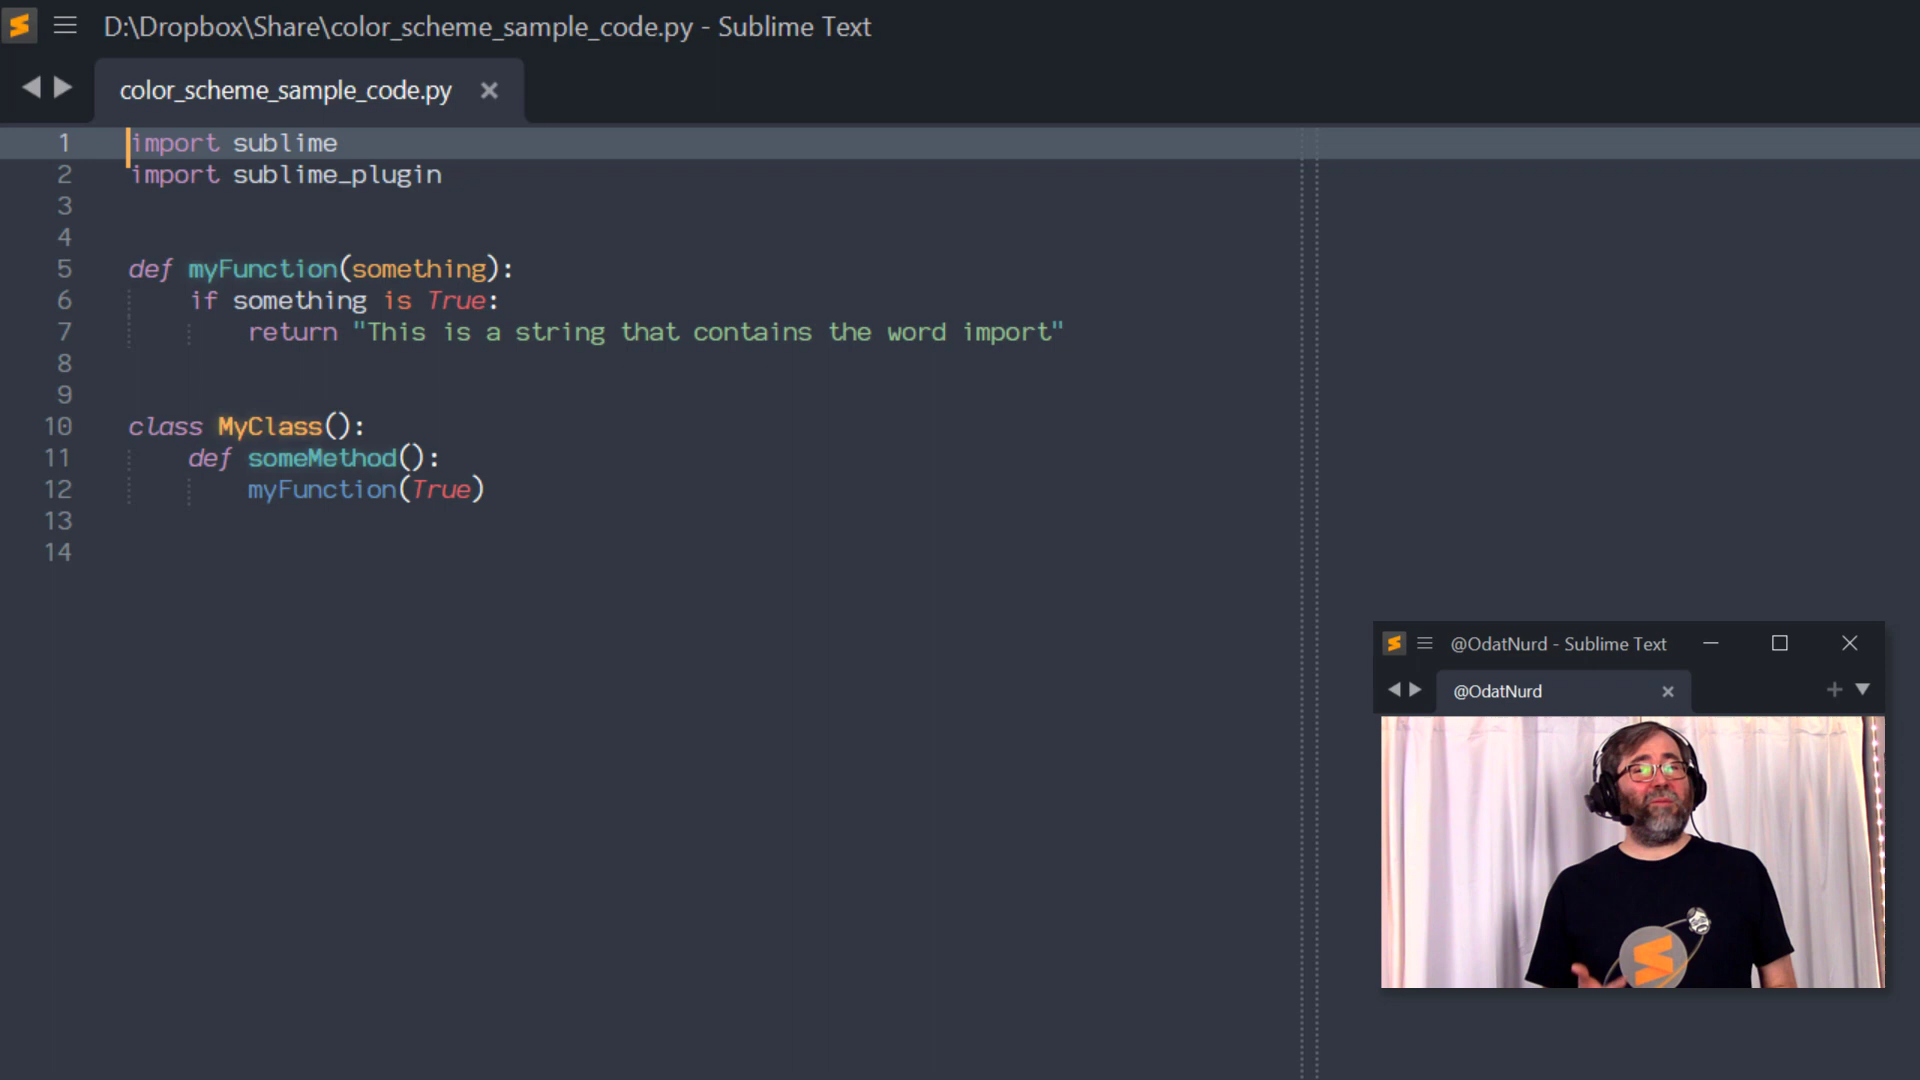 D:\Dropbox\Share\color_scheme_sample_code.py - Sublime Text
color_scheme_sample_code.py
1 import sublime
2 import sublime_plugin
3
4
5 def myFunction(something):
6     if something is True:
7         return "This is a string that contains the word import"
8
9
10 class MyClass():
11     def someMethod():
12         myFunction(True)
13
14
@OdatNurd - Sublime Text
@OdatNurd